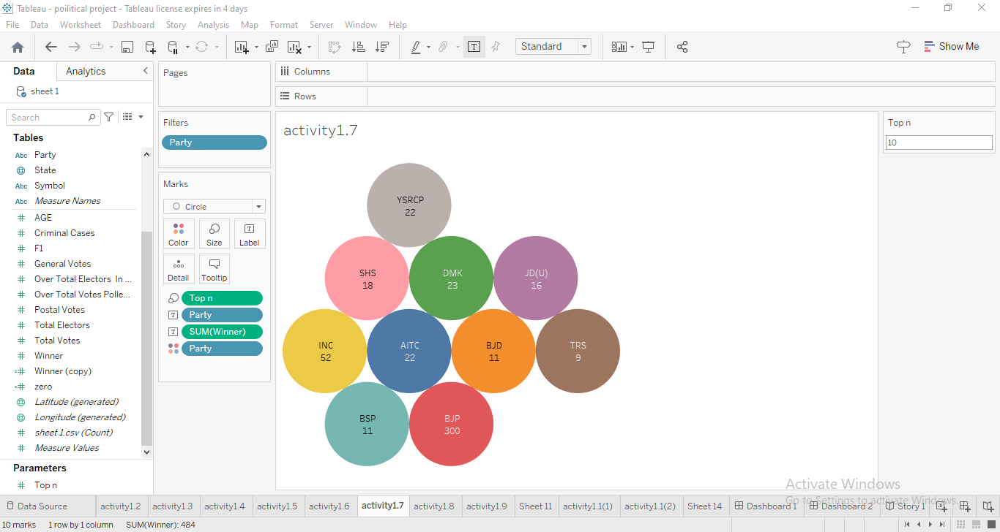 Tableau - poilitical project - Tableau license expires in 4 days
File Data Worksheet Dashboard Story Analysis Map Format Server Window Help
Standard
Show Me
Data Analytics
sheet 1
Search
Tables
Abc Party
State
Abc Symbol
Abc Measure Names
# AGE
# Criminal Cases
# F1
# General Votes
# Over Total Electors In ...
# Over Total Votes Polle...
# Postal Votes
# Total Electors
# Total Votes
# Winner
=# Winner (copy)
=# zero
Latitude (generated)
Longitude (generated)
# sheet 1.csv (Count)
# Measure Values
Parameters
# Top n
Pages
Filters
Party
Marks
Circle
Color Size Label
Detail Tooltip
Top n
Party
SUM(Winner)
Party
Columns
Rows
activity1.7
YSRCP
22
SHS
18
DMK
23
JD(U)
16
INC
52
AITC
22
BJD
11
TRS
9
BSP
11
BJP
300
Top n
10
Activate Windows
Go to Settings to activate Windows.
Data Source activity1.2 activity1.3 activity1.4 activity1.5 activity1.6 activity1.7 activity1.8 activity1.9 Sheet 11 activity1.1(1) activity1.1(2) Sheet 14 Dashboard 1 Dashboard 2 Story 1
10 marks 1 row by 1 column SUM(Winner): 484